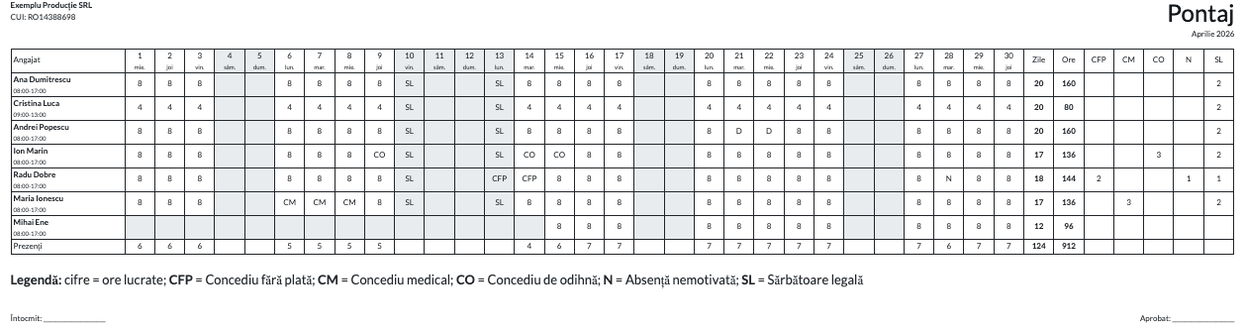 Exemplu Producție SRL
CUI: RO14388698
Pontaj
Aprilie 2026
Angajat 1 2 3 4 5 6 7 8 9 10 11 12 13 14 15 16 17 18 19 20 21 22 23 24 25 26 27 28 29 30 Zile Ore CFP CM CO N SL
mie. joi vin. sâm. dum. lun. mar. mie. joi vin. sâm. dum. lun. mar. mie. joi vin. sâm. dum. lun. mar. mie. joi vin. sâm. dum. lun. mar. mie. joi
Ana Dumitrescu 8 8 8 8 8 8 8 SL SL 8 8 8 8 8 8 8 8 8 8 8 8 8 20 160 2
08:00-17:00
Cristina Luca 4 4 4 4 4 4 4 SL SL 4 4 4 4 4 4 4 4 4 4 4 4 4 20 80 2
09:00-13:00
Andrei Popescu 8 8 8 8 8 8 8 SL SL 8 8 8 8 8 D D 8 8 8 8 8 8 20 160 2
08:00-17:00
Ion Marin 8 8 8 8 8 8 CO SL SL CO CO 8 8 8 8 8 8 8 8 8 8 8 17 136 3 2
08:00-17:00
Radu Dobre 8 8 8 8 8 8 8 SL CFP CFP 8 8 8 8 8 8 8 8 8 N 8 8 18 144 2 1 1
08:00-17:00
Maria Ionescu 8 8 8 CM CM CM 8 SL SL 8 8 8 8 8 8 8 8 8 8 8 8 8 17 136 3 2
08:00-17:00
Mihai Ene 8 8 8 8 8 8 8 8 8 8 8 8 12 96
08:00-17:00
Prezenți 6 6 6 5 5 5 5 4 6 7 7 7 7 7 7 7 7 6 7 7 124 912
Legendă: cifre = ore lucrate; CFP = Concediu fără plată; CM = Concediu medical; CO = Concediu de odihnă; N = Absență nemotivată; SL = Sărbătoare legală
Întocmit: _______________
Aprobat: _______________